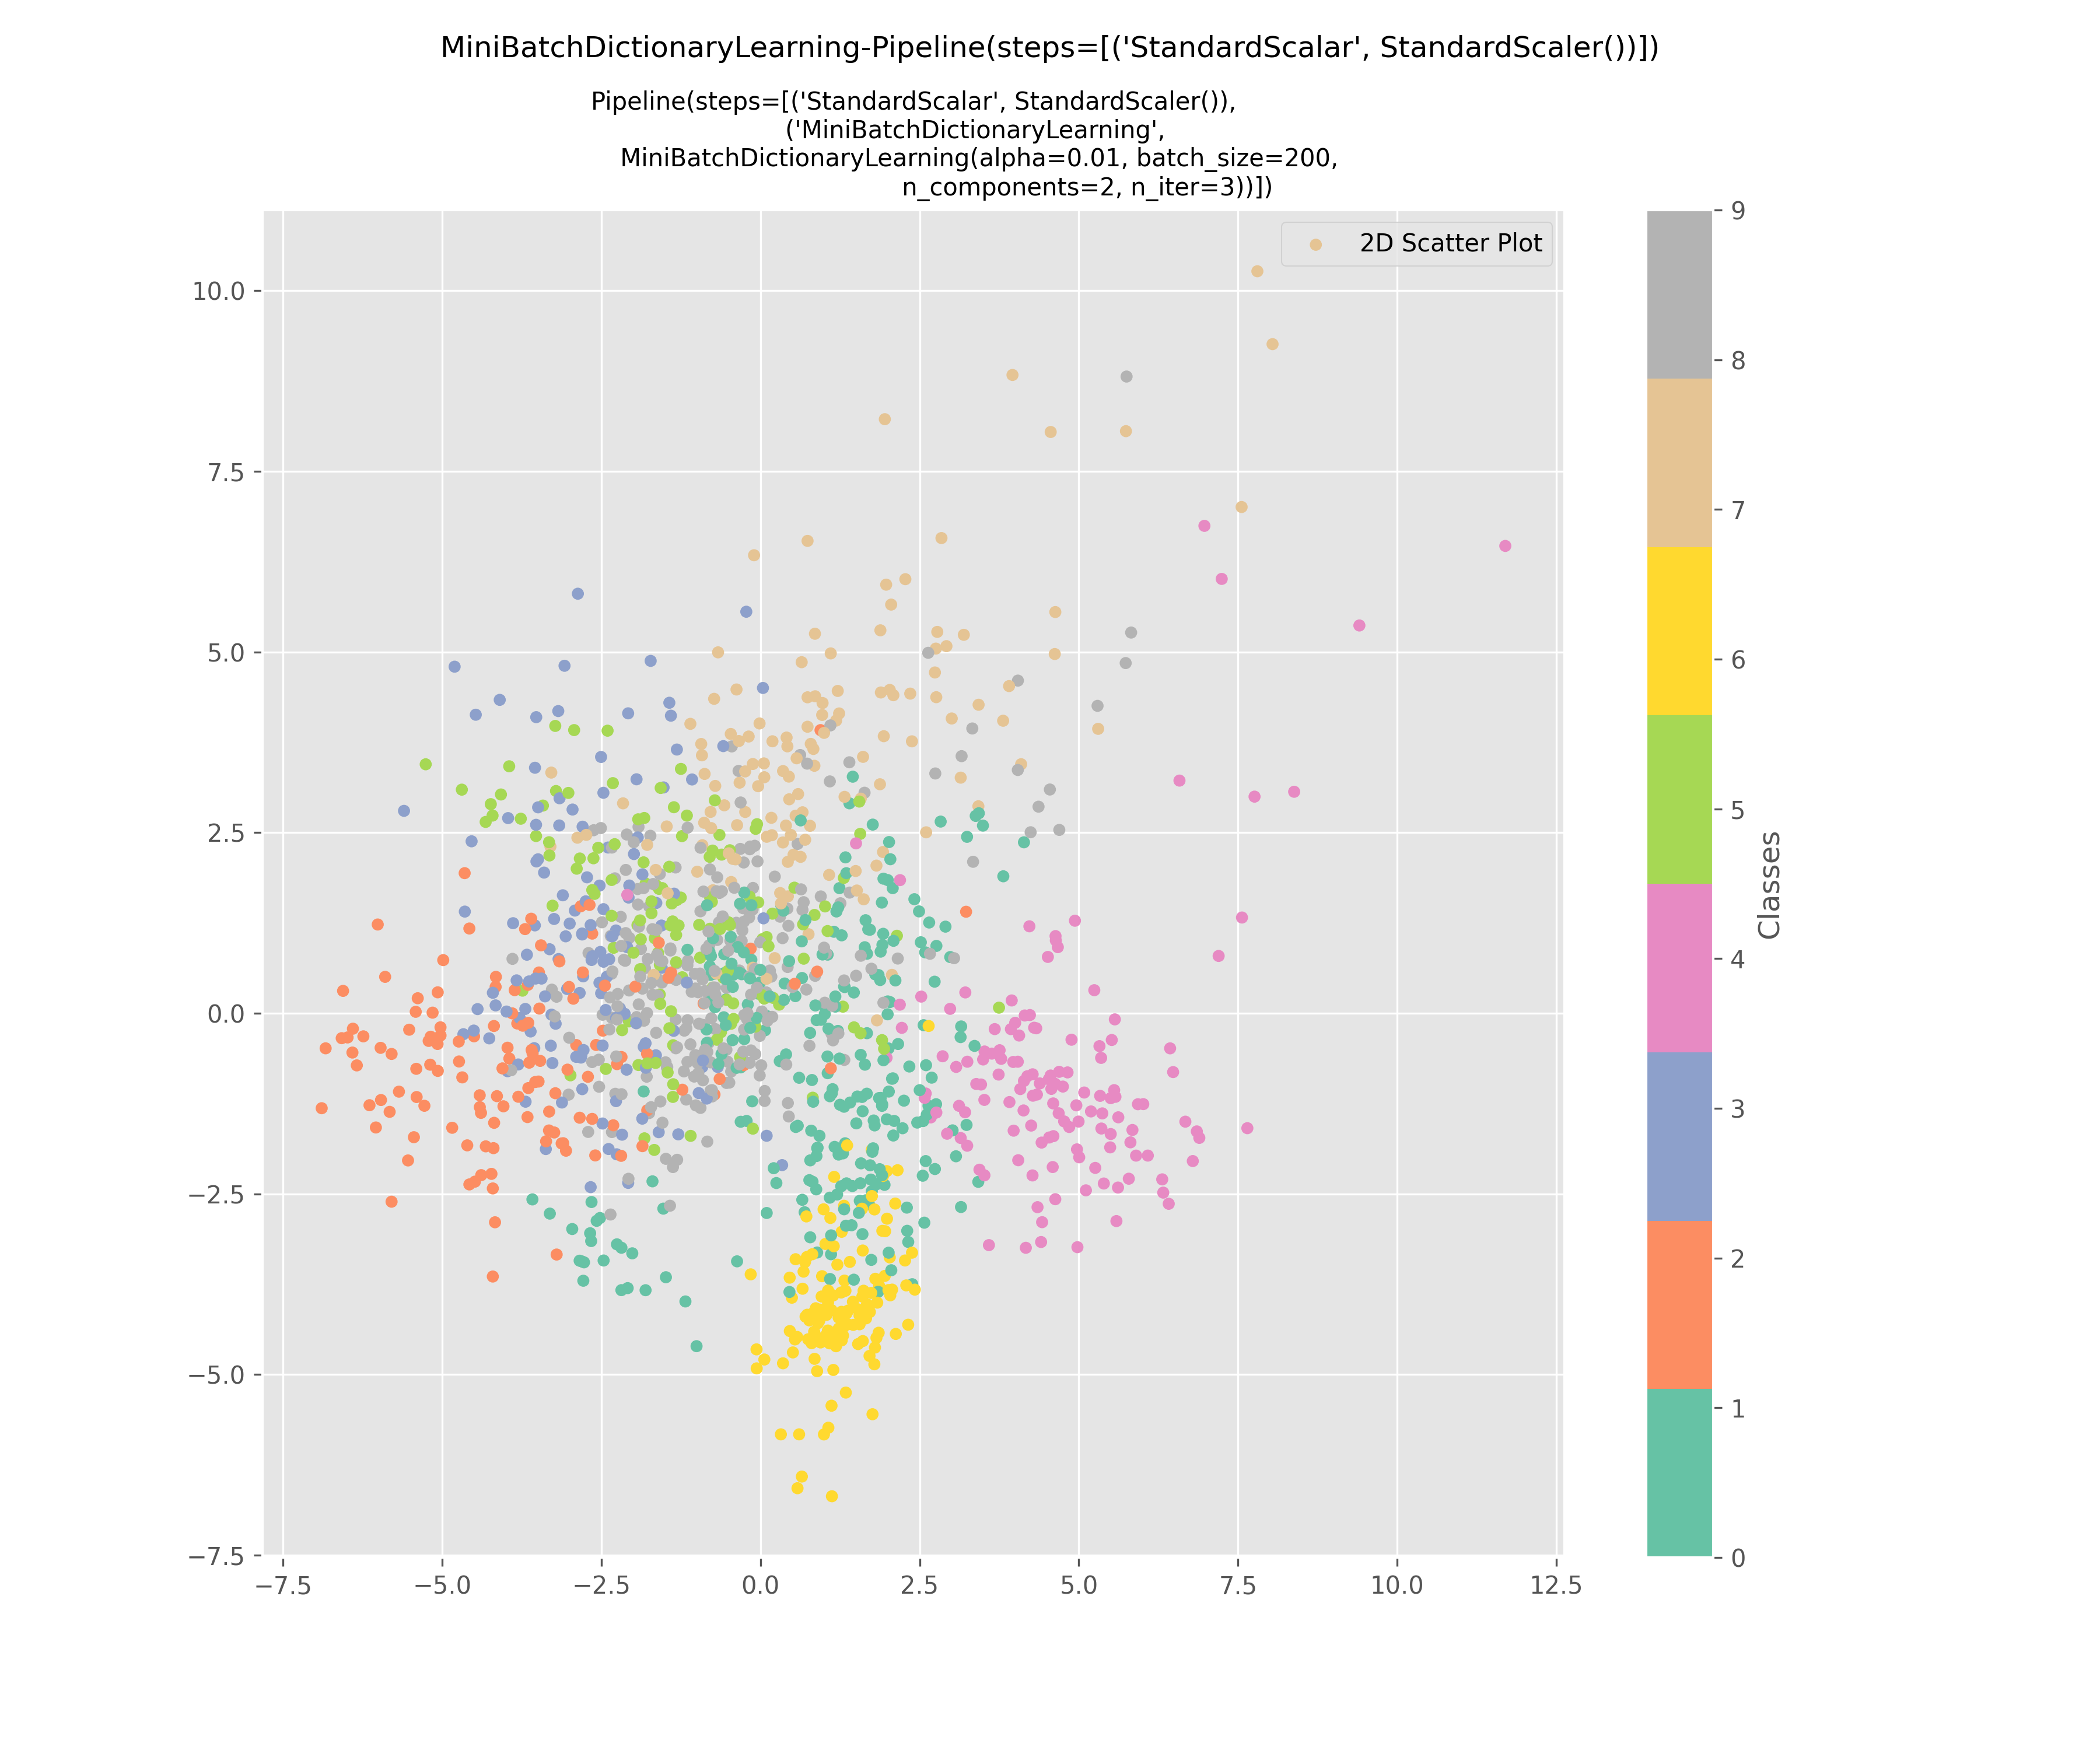 MiniBatchDictionaryLearning-Pipeline(steps=[('StandardScalar', StandardScaler())])
Pipeline(steps=[('StandardScalar', StandardScaler()),
('MiniBatchDictionaryLearning',
MiniBatchDictionaryLearning(alpha=0.01, batch_size=200,
n_components=2, n_iter=3))])
2D Scatter Plot
10.0
7.5
5.0
2.5
0.0
−2.5
−5.0
−7.5
−7.5 −5.0 −2.5 0.0 2.5 5.0 7.5 10.0 12.5
9
8
7
6
5
4
3
2
1
0
Classes